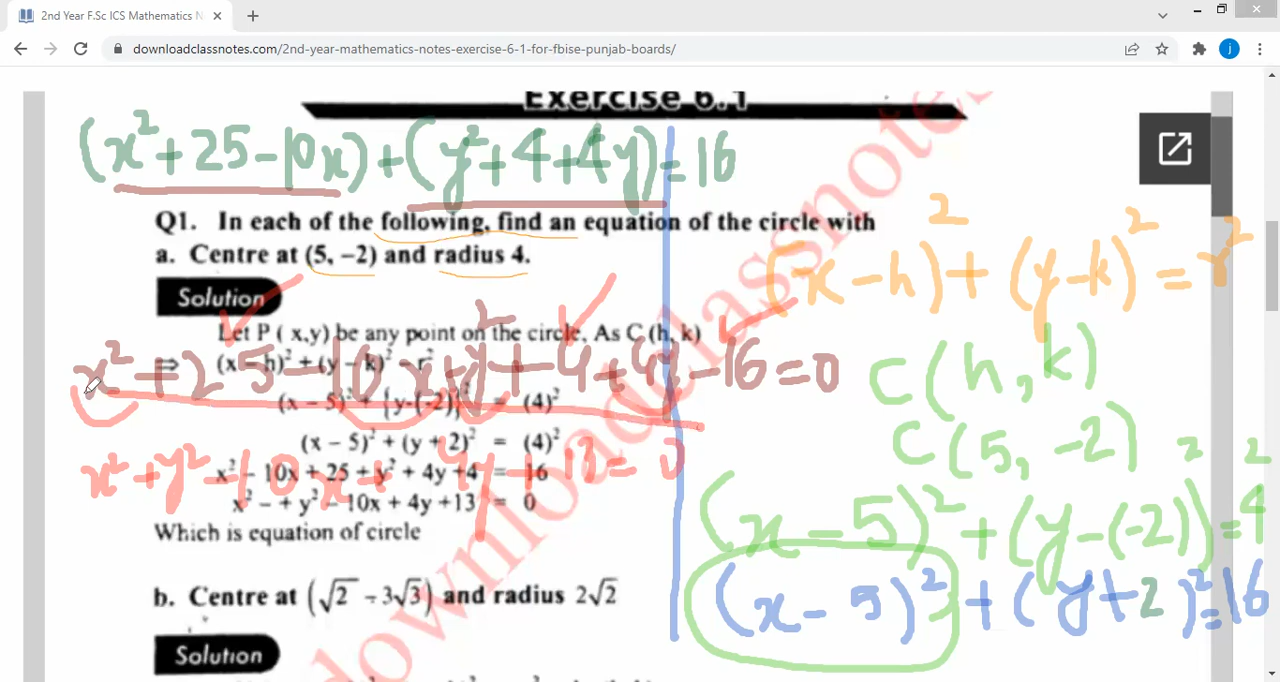 2nd Year F.Sc ICS Mathematics N
downloadclassnotes.com/2nd-year-mathematics-notes-exercise-6-1-for-fbise-punjab-boards/
j
Exercise 6.1
(x²+25-10x)+(y²+4+4y)=16
Q1. In each of the following, find an equation of the circle with
a. Centre at (5, -2) and radius 4.
(x-h)²+(y-k)²=r²
Solution
Let P ( x,y) be any point on the circle, As C (h, k)
⇒ (x - h)² + (y - k)² = r²
x²+25-10x+y²+4+4y-16=0
C(h,k)
(x - 5)² + {y-(-2)}² = (4)²
(x - 5)² + (y + 2)² = (4)²
C(5,-2)
x² - 10x + 25 + y² + 4y +4 = 16
x²+y²-10x+4y+13=0
x² - + y² - 10x + 4y +13 = 0
(x-5)²+(y-(-2))²=4²
Which is equation of circle
(x-5)²+(y+2)²=16
b. Centre at (√2 - 3√3) and radius 2√2
Solution
downloadclassnotes